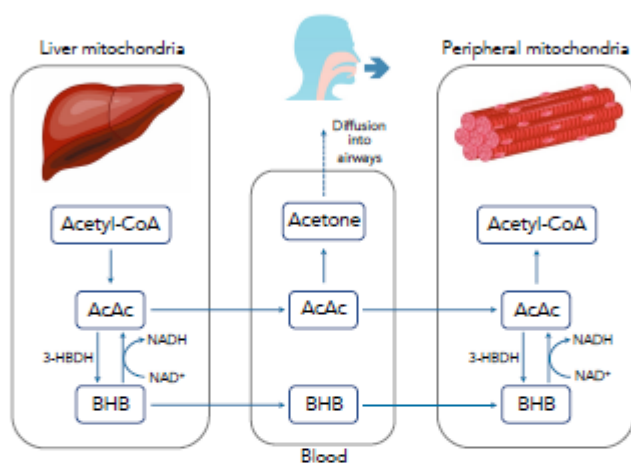 Liver mitochondria
Peripheral mitochondria
Diffusion
into
airways
Acetyl-CoA
Acetone
Acetyl-CoA
AcAc
AcAc
AcAc
3-HBDH
NADH
NAD+
3-HBDH
NADH
NAD+
BHB
BHB
BHB
Blood